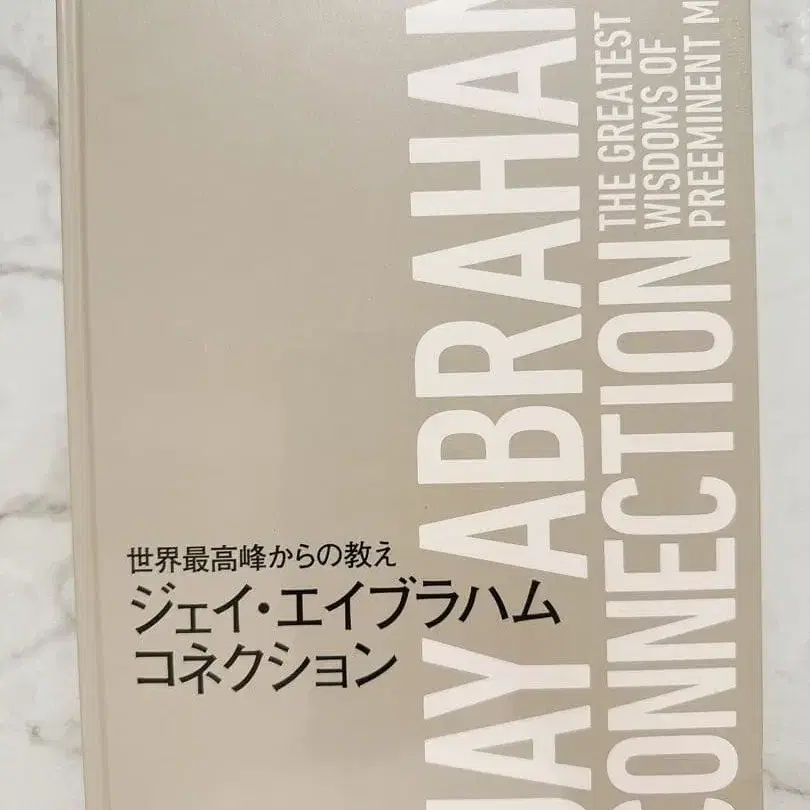 世界最高峰からの教え
ジェイ・エイブラハム
コネクション
JAY ABRAHAM
CONNECTION
THE GREATEST
WISDOMS OF
PREEMINENT